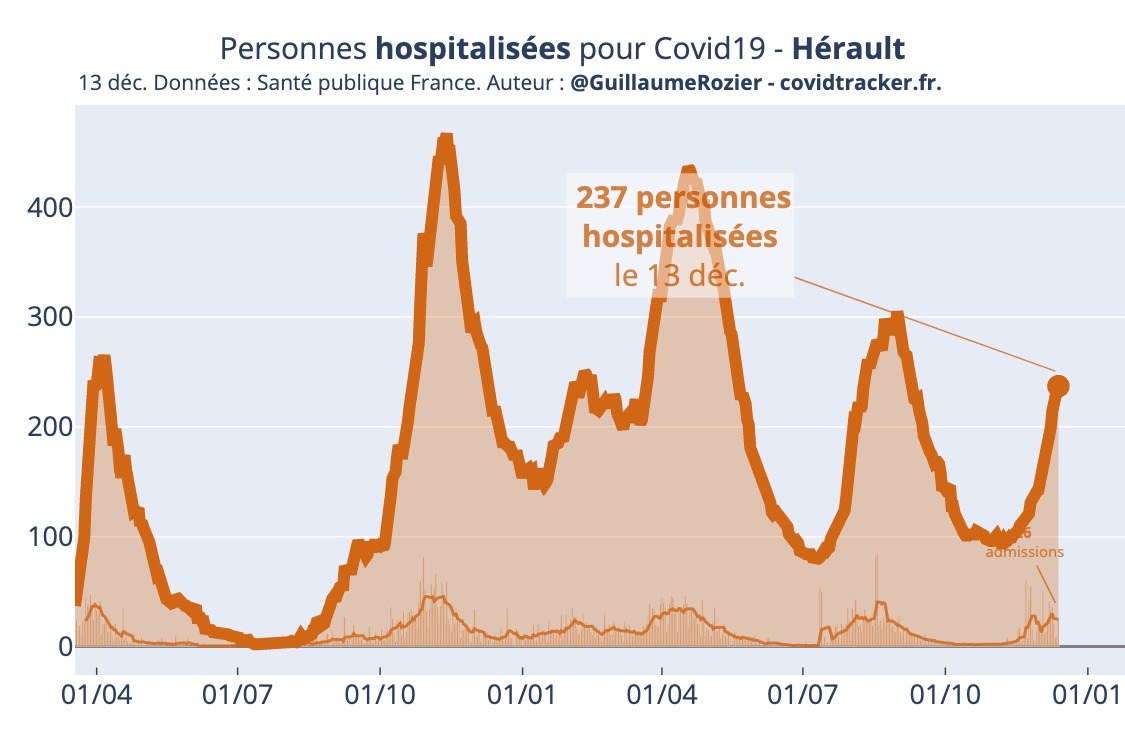 Personnes hospitalisées pour Covid19 - Hérault
13 déc. Données : Santé publique France. Auteur : @GuillaumeRozier - covidtracker.fr.
237 personnes
hospitalisées
le 13 déc.
400
300
200
100
0
admissions
01/04 01/07 01/10 01/01 01/04 01/07 01/10 01/01